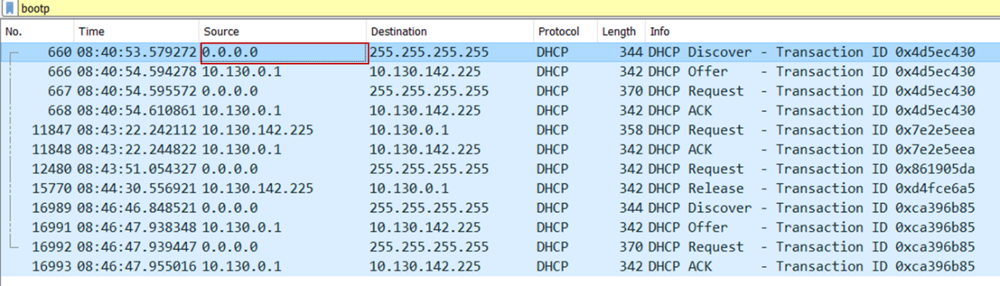 bootp
No. Time Source Destination Protocol Length Info
660 08:40:53.579272 0.0.0.0 255.255.255.255 DHCP 344 DHCP Discover - Transaction ID 0x4d5ec430
666 08:40:54.594278 10.130.0.1 10.130.142.225 DHCP 342 DHCP Offer - Transaction ID 0x4d5ec430
667 08:40:54.595572 0.0.0.0 255.255.255.255 DHCP 370 DHCP Request - Transaction ID 0x4d5ec430
668 08:40:54.610861 10.130.0.1 10.130.142.225 DHCP 342 DHCP ACK - Transaction ID 0x4d5ec430
11847 08:43:22.242112 10.130.142.225 10.130.0.1 DHCP 358 DHCP Request - Transaction ID 0x7e2e5eea
11848 08:43:22.244822 10.130.0.1 10.130.142.225 DHCP 342 DHCP ACK - Transaction ID 0x7e2e5eea
12480 08:43:51.054327 0.0.0.0 255.255.255.255 DHCP 342 DHCP Request - Transaction ID 0x861905da
15770 08:44:30.556921 10.130.142.225 10.130.0.1 DHCP 342 DHCP Release - Transaction ID 0xd4fce6a5
16989 08:46:46.848521 0.0.0.0 255.255.255.255 DHCP 344 DHCP Discover - Transaction ID 0xca396b85
16991 08:46:47.938348 10.130.0.1 10.130.142.225 DHCP 342 DHCP Offer - Transaction ID 0xca396b85
16992 08:46:47.939447 0.0.0.0 255.255.255.255 DHCP 370 DHCP Request - Transaction ID 0xca396b85
16993 08:46:47.955016 10.130.0.1 10.130.142.225 DHCP 342 DHCP ACK - Transaction ID 0xca396b85